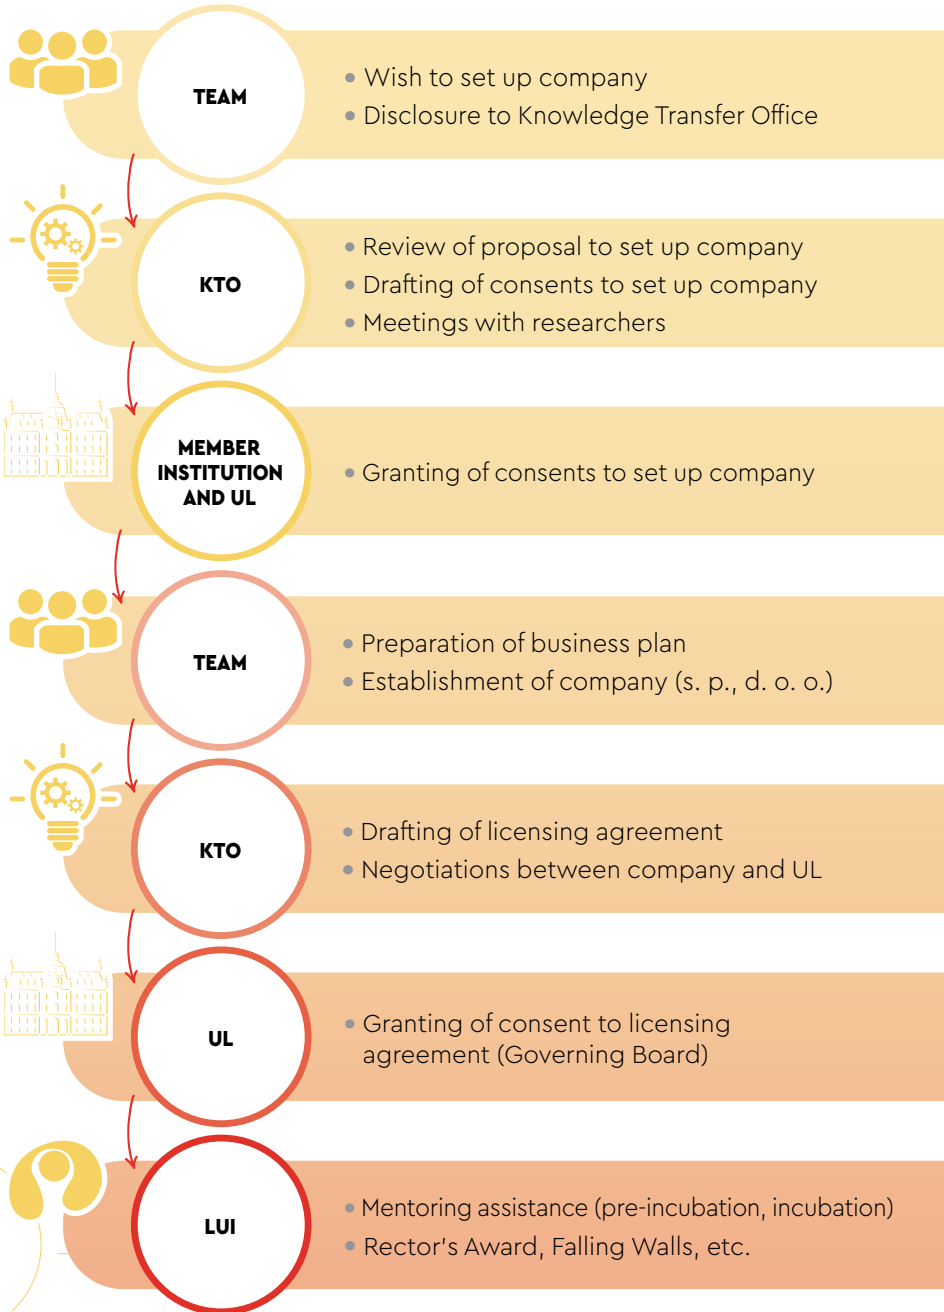 TEAM
• Wish to set up company
• Disclosure to Knowledge Transfer Office
KTO
• Review of proposal to set up company
• Drafting of consents to set up company
• Meetings with researchers
MEMBER
INSTITUTION
AND UL
• Granting of consents to set up company
TEAM
• Preparation of business plan
• Establishment of company (s. p., d. o. o.)
KTO
• Drafting of licensing agreement
• Negotiations between company and UL
UL
• Granting of consent to licensing
agreement (Governing Board)
LUI
• Mentoring assistance (pre-incubation, incubation)
• Rector's Award, Falling Walls, etc.